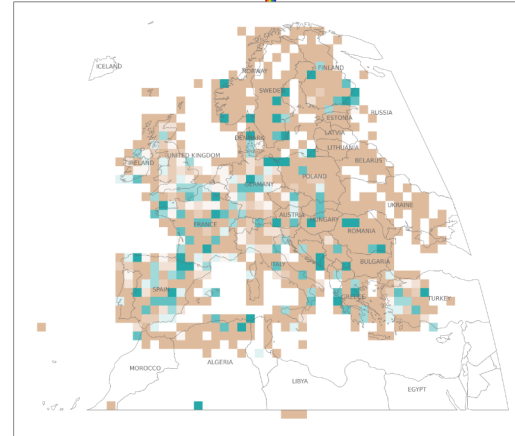 ICELAND
NORWAY
FINLAND
SWEDEN
RUSSIA
ESTONIA
LATVIA
DENMARK
LITHUANIA
UNITED KINGDOM
IRELAND
BELARUS
POLAND
GERMANY
UKRAINE
AUSTRIA
HUNGARY
FRANCE
ROMANIA
ITALY
BULGARIA
SPAIN
GREECE
TURKEY
ALGERIA
MOROCCO
LIBYA
EGYPT